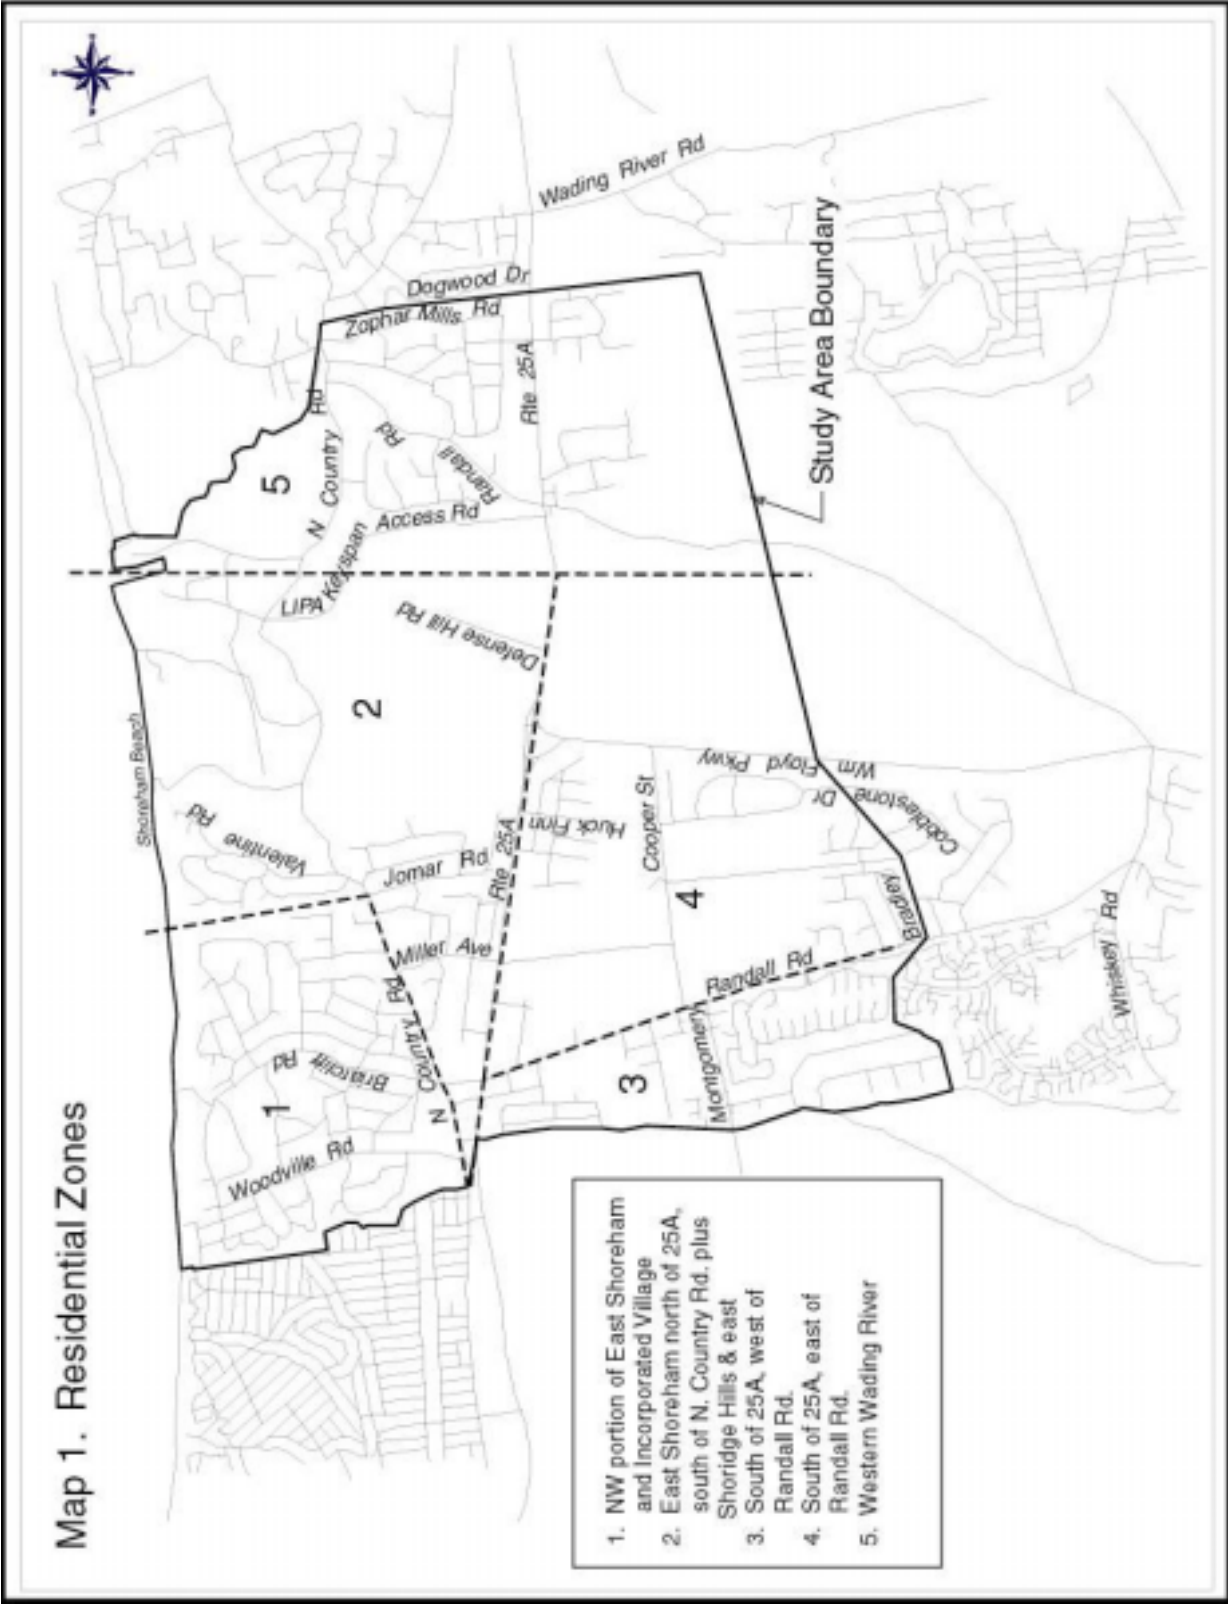 Map 1. Residential Zones
Shoreham Beach
Valentine Rd
Woodville Rd
1
Briarcliff Rd
N Country Rd
Miller Ave
Jomar Rd
Rte 25A
2
LIPA
Keyspan
Defense Hill Rd
5
N Country Rd
Access Rd
Randall Rd
Zophar Mills Rd
Dogwood Dr
Rte 25A
Wading River Rd
3
Montgomery
Randall Rd
4
Huck Finn
Cooper St
Wm Floyd Pkwy
Cobblestone Dr
Bradley
Whiskey Rd
Study Area Boundary
1. NW portion of East Shoreham
and Incorporated Village
2. East Shoreham north of 25A,
south of N. Country Rd. plus
Shoridge Hills & east
3. South of 25A, west of
Randall Rd.
4. South of 25A, east of
Randall Rd.
5. Western Wading River